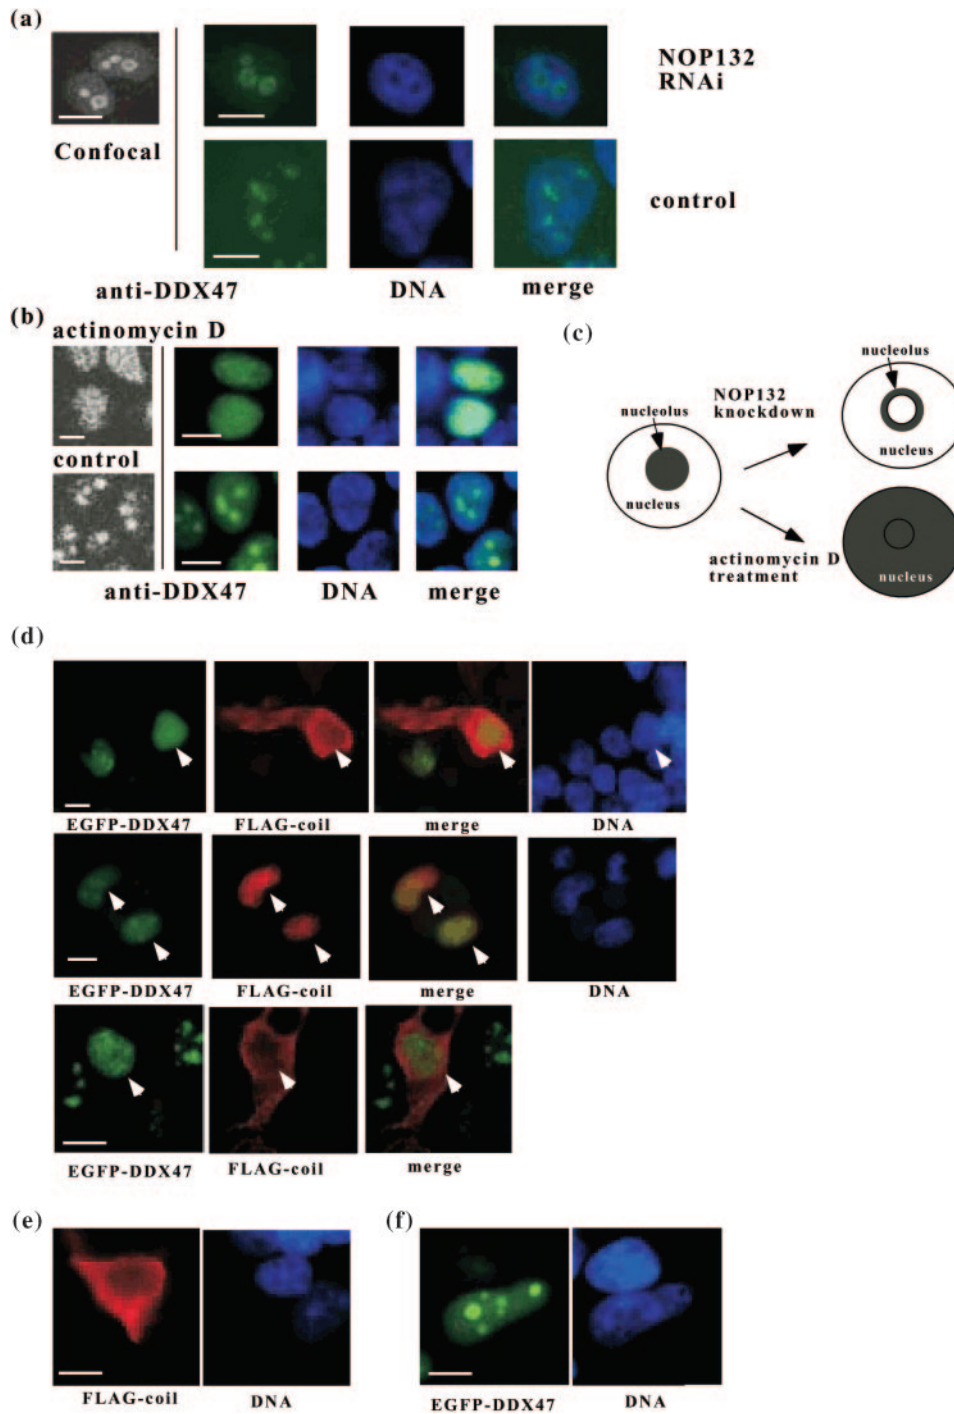 (a)
NOP132
RNAi
Confocal
control
anti-DDX47 DNA merge
(b)
actinomycin D
control
anti-DDX47 DNA merge
(c)
nucleolus
NOP132
knockdown
nucleolus
nucleus
nucleus
actinomycin D
treatment
nucleus
(d)
EGFP-DDX47 FLAG-coil merge DNA
EGFP-DDX47 FLAG-coil merge DNA
EGFP-DDX47 FLAG-coil merge
(e)
FLAG-coil DNA
(f)
EGFP-DDX47 DNA